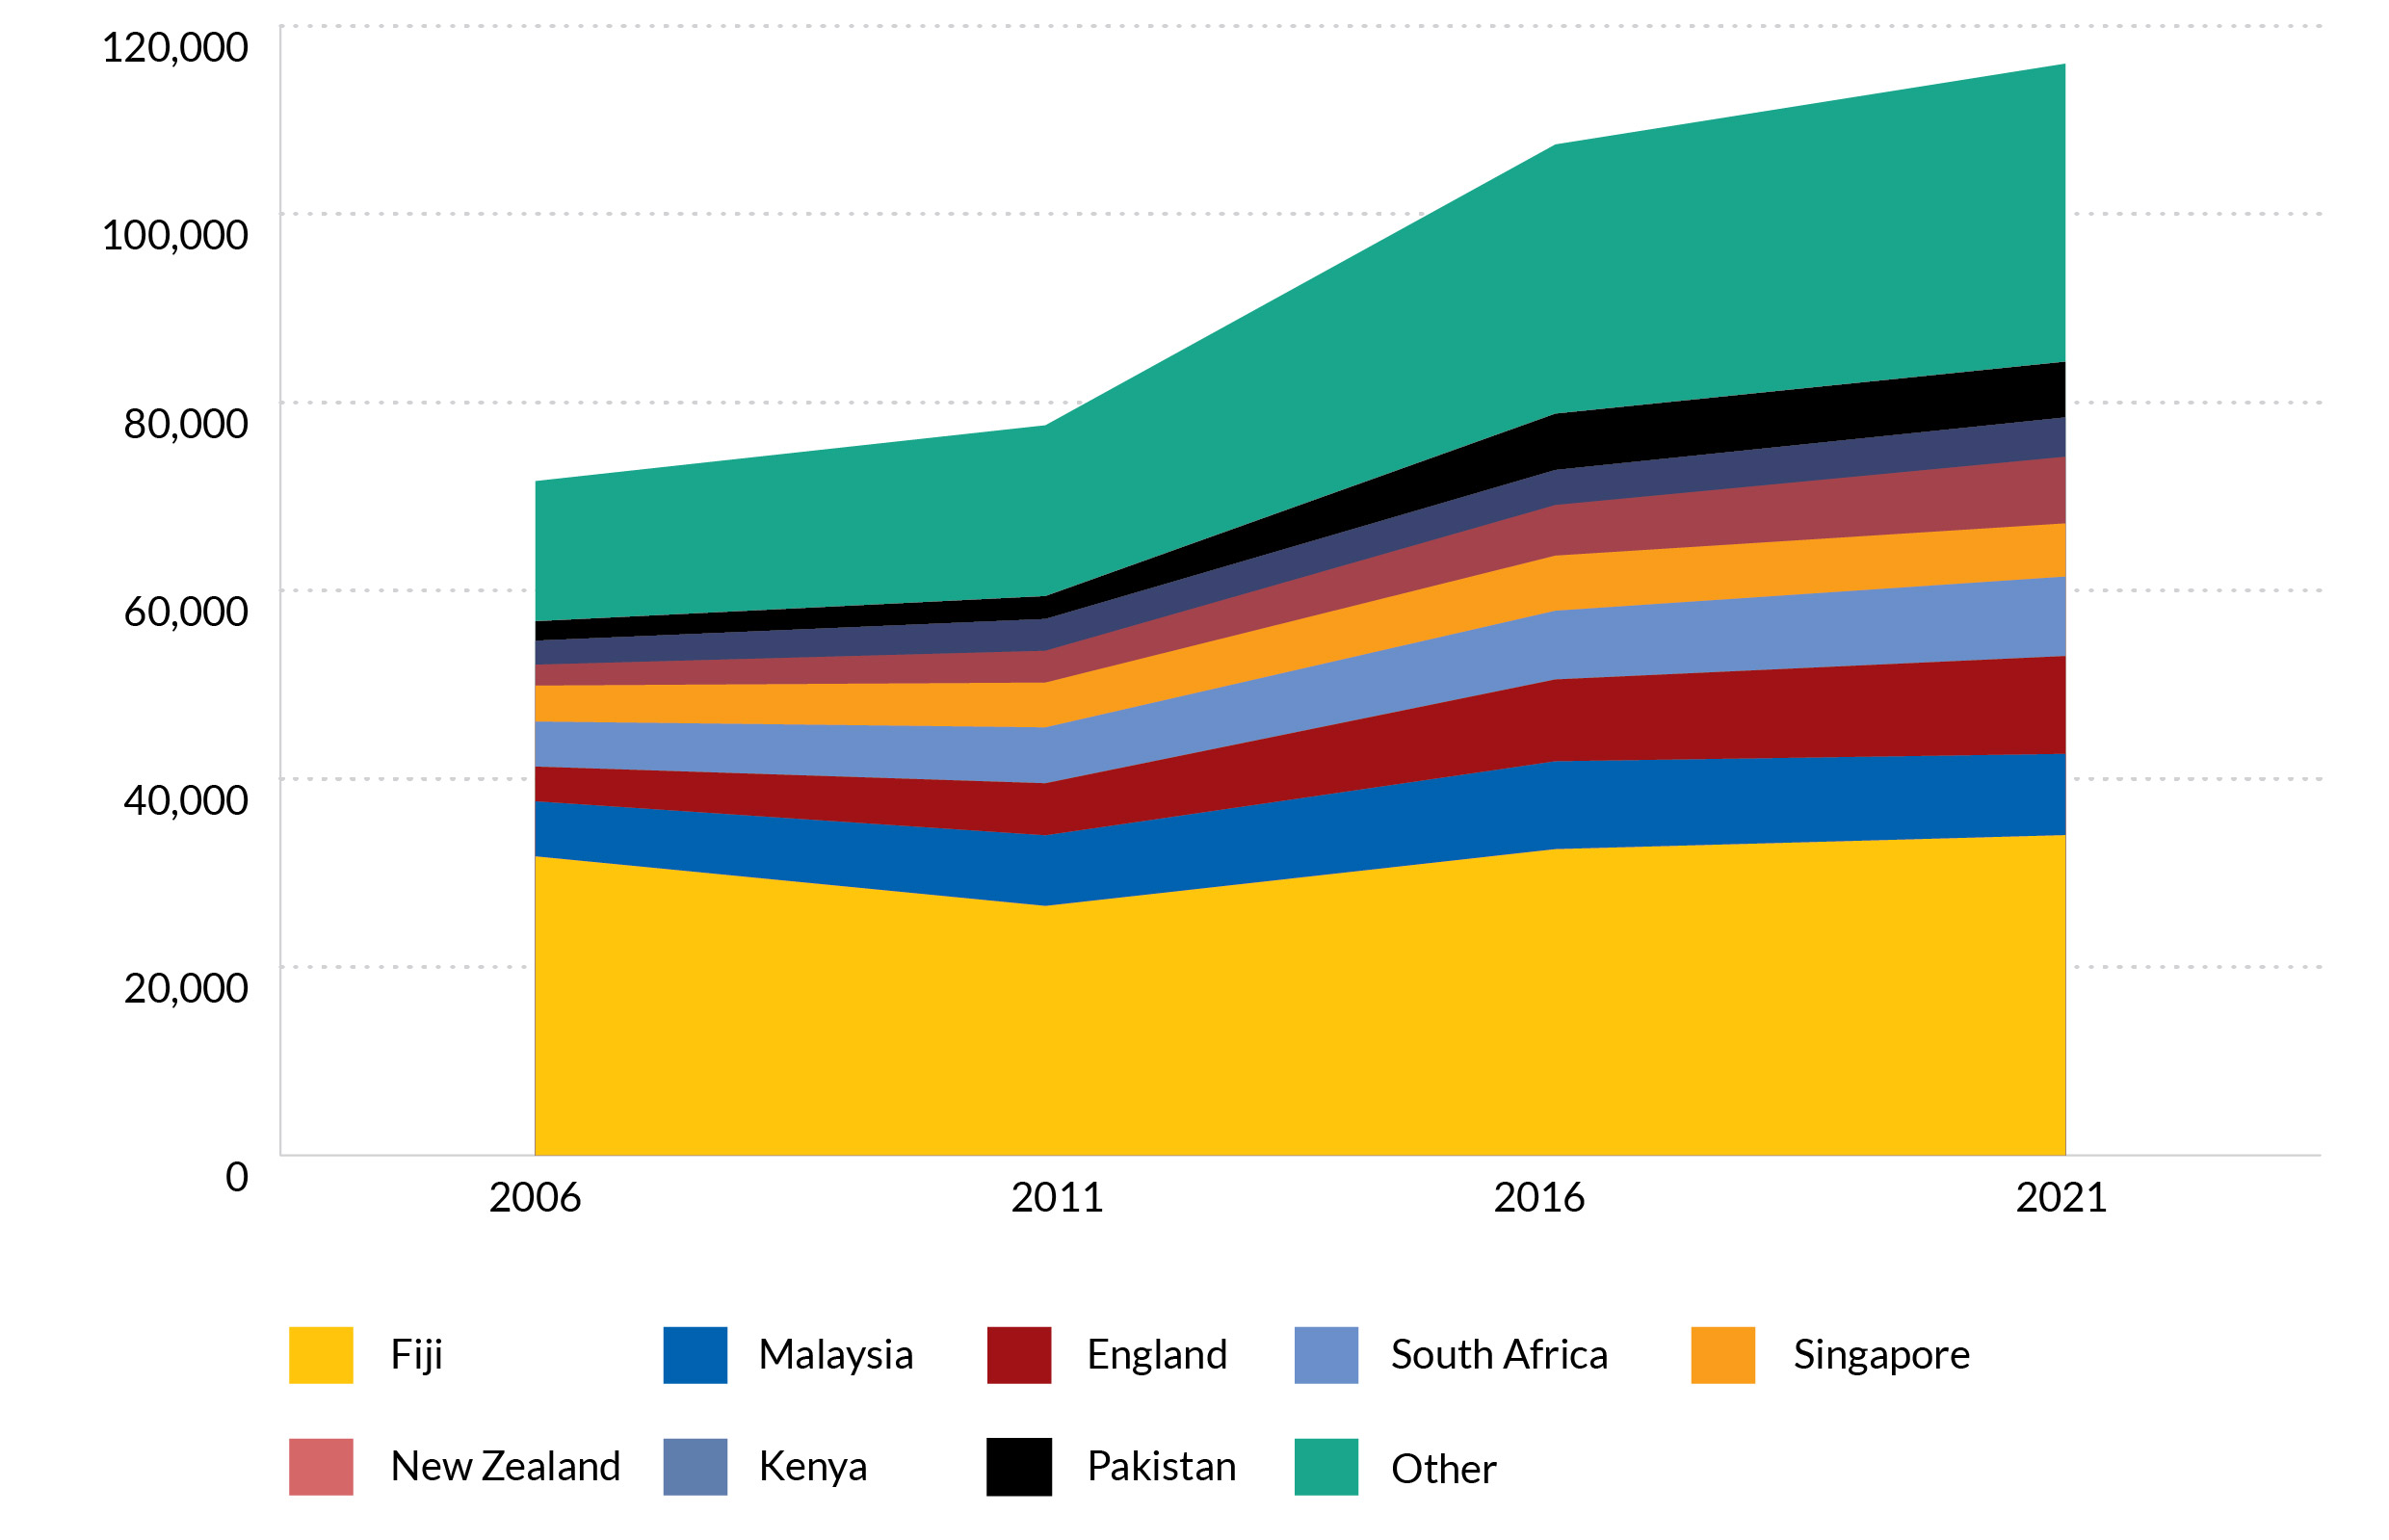 120,000
100,000
80,000
60,000
40,000
20,000
0
2006 2011 2016 2021
Fiji Malaysia England South Africa Singapore
New Zealand Kenya Pakistan Other